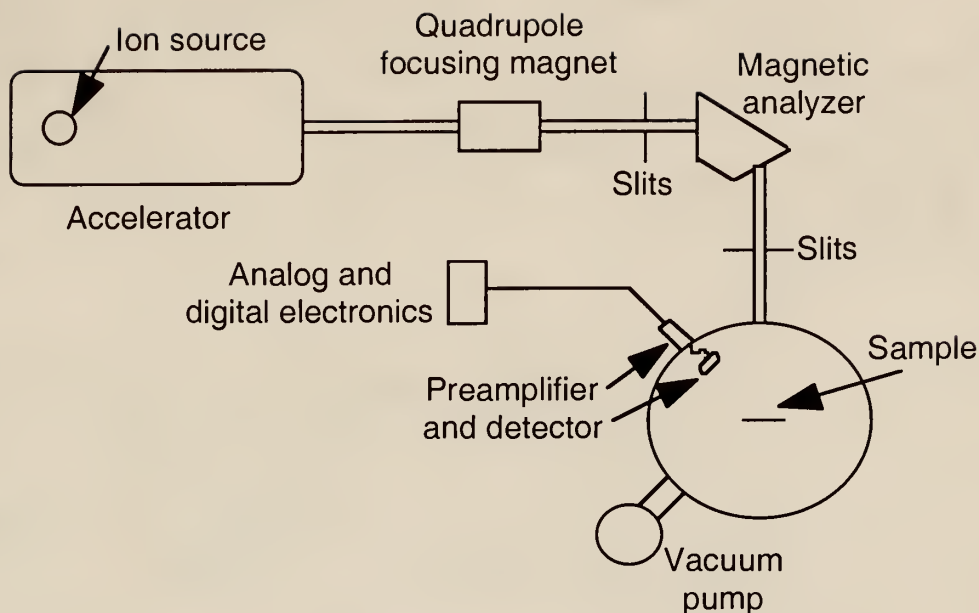 Ion source
Quadrupole
focusing magnet
Magnetic
analyzer
Slits
Accelerator
Slits
Analog and
digital electronics
Sample
Preamplifier
and detector
Vacuum
pump